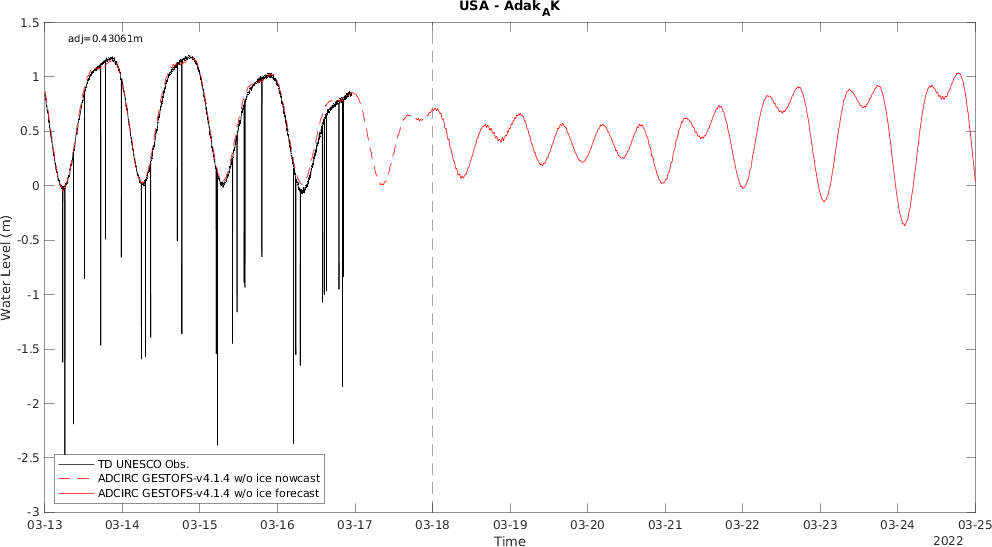 USA - Adak_AK
adj=0.43061m
1.5
1
0.5
0
-0.5
-1
-1.5
-2
-2.5
-3
Water Level (m)
TD UNESCO Obs.
ADCIRC GESTOFS-v4.1.4 w/o ice nowcast
ADCIRC GESTOFS-v4.1.4 w/o ice forecast
03-13 03-14 03-15 03-16 03-17 03-18 03-19 03-20 03-21 03-22 03-23 03-24 03-25
Time
2022